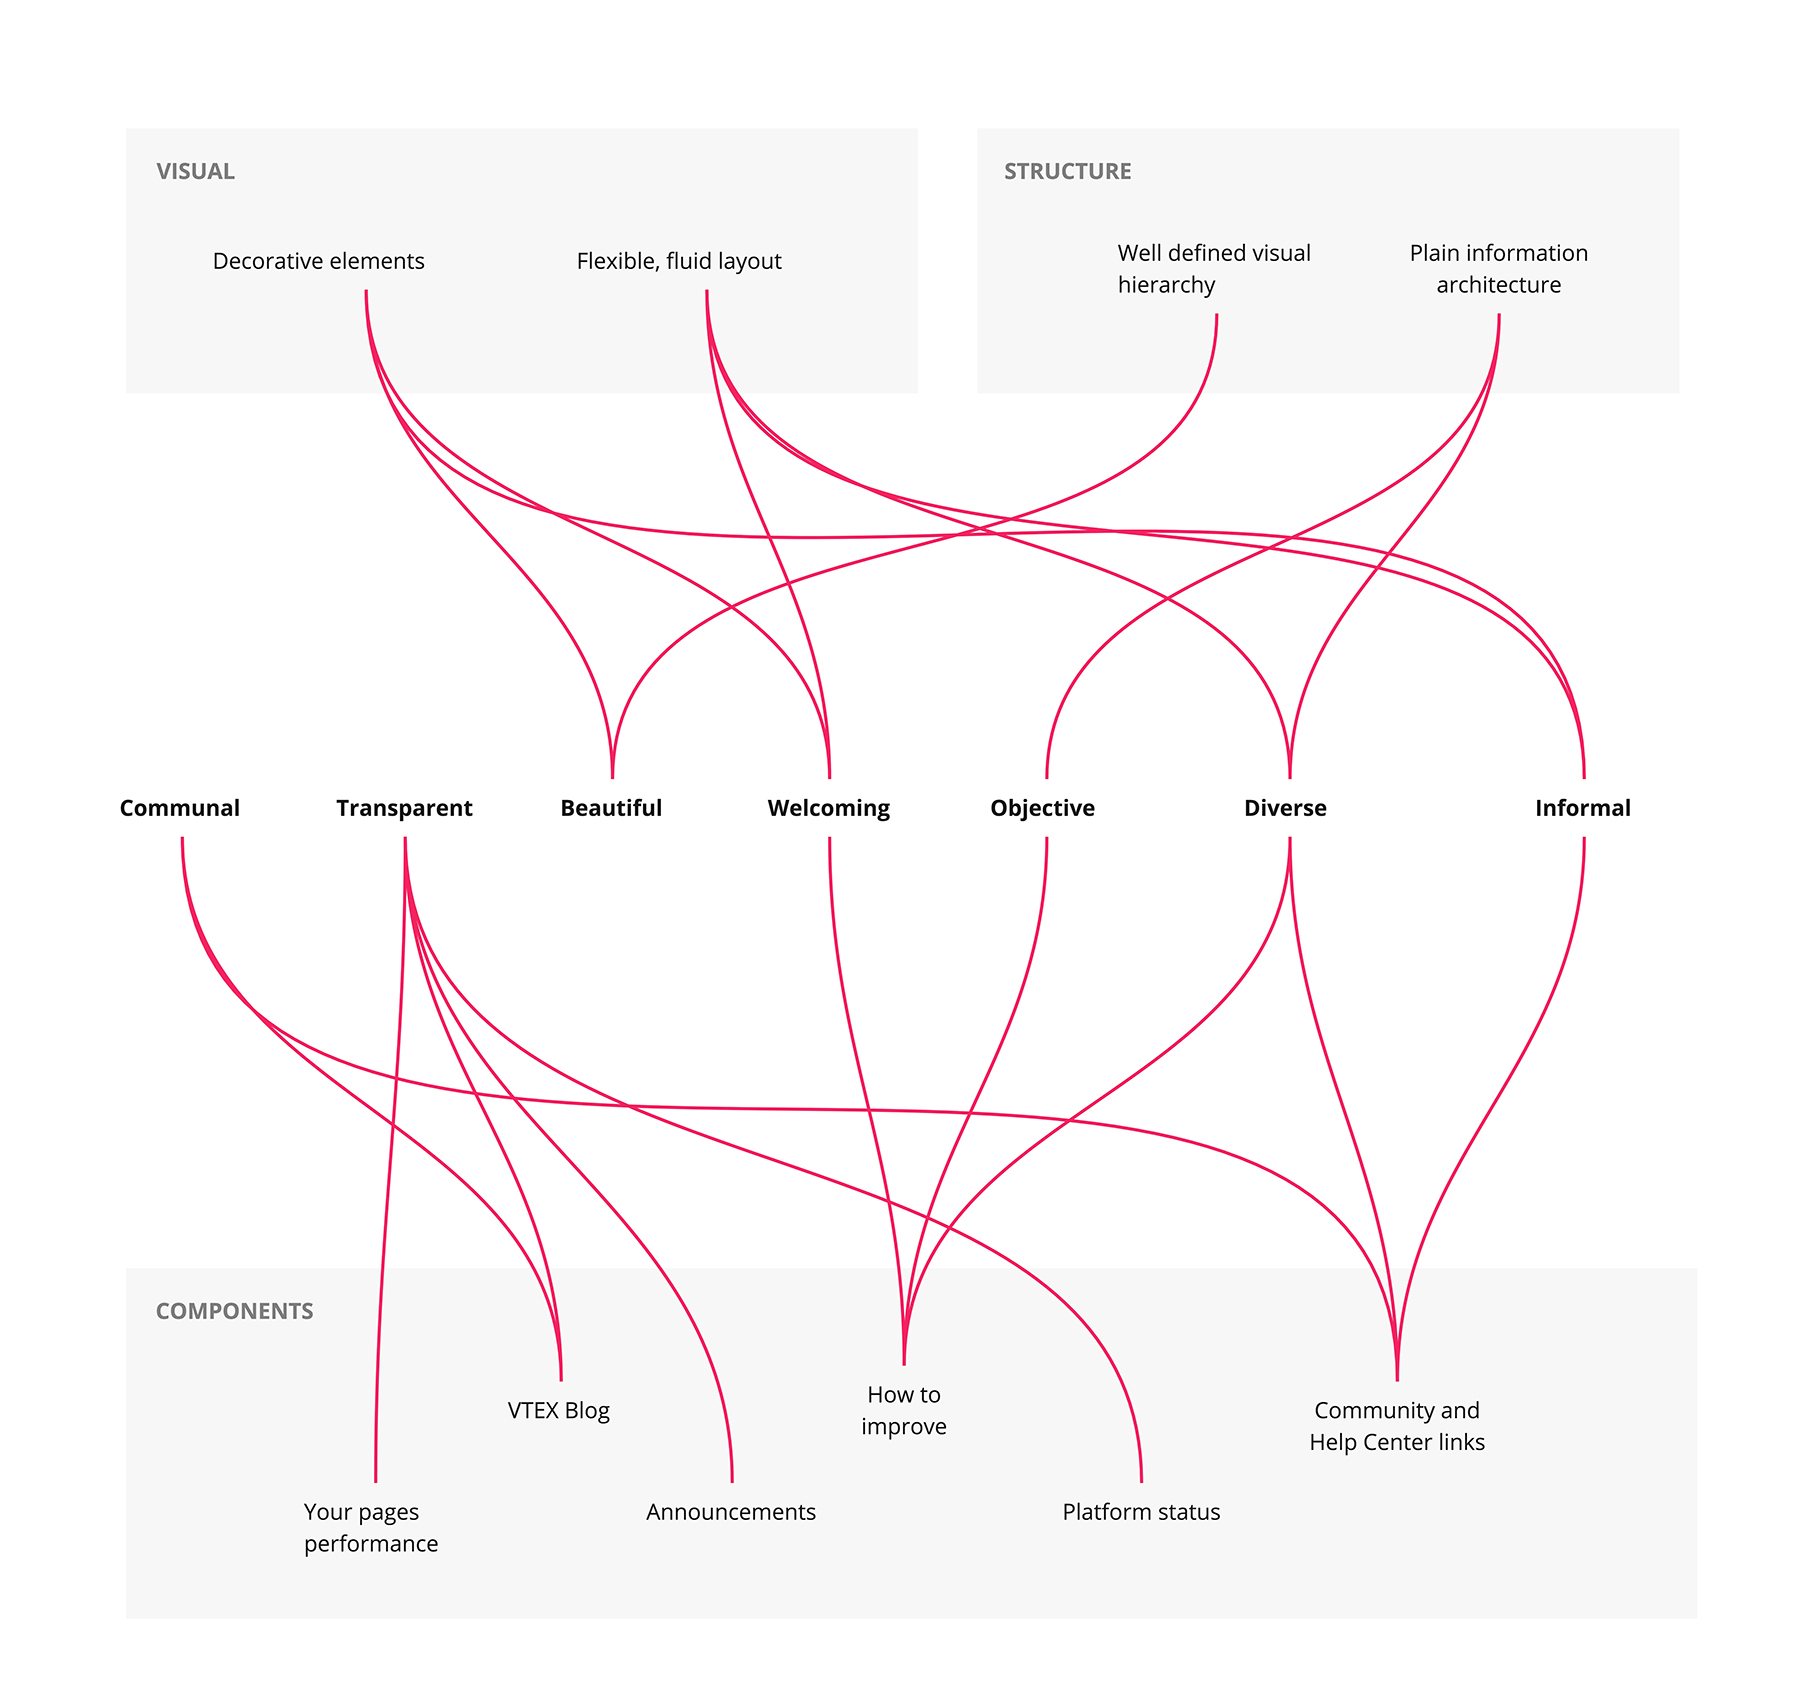 VISUAL
Decorative elements
Flexible, fluid layout
STRUCTURE
Well defined visual
hierarchy
Plain information
architecture
Communal
Transparent
Beautiful
Welcoming
Objective
Diverse
Informal
COMPONENTS
VTEX Blog
How to
improve
Community and
Help Center links
Your pages
performance
Announcements
Platform status